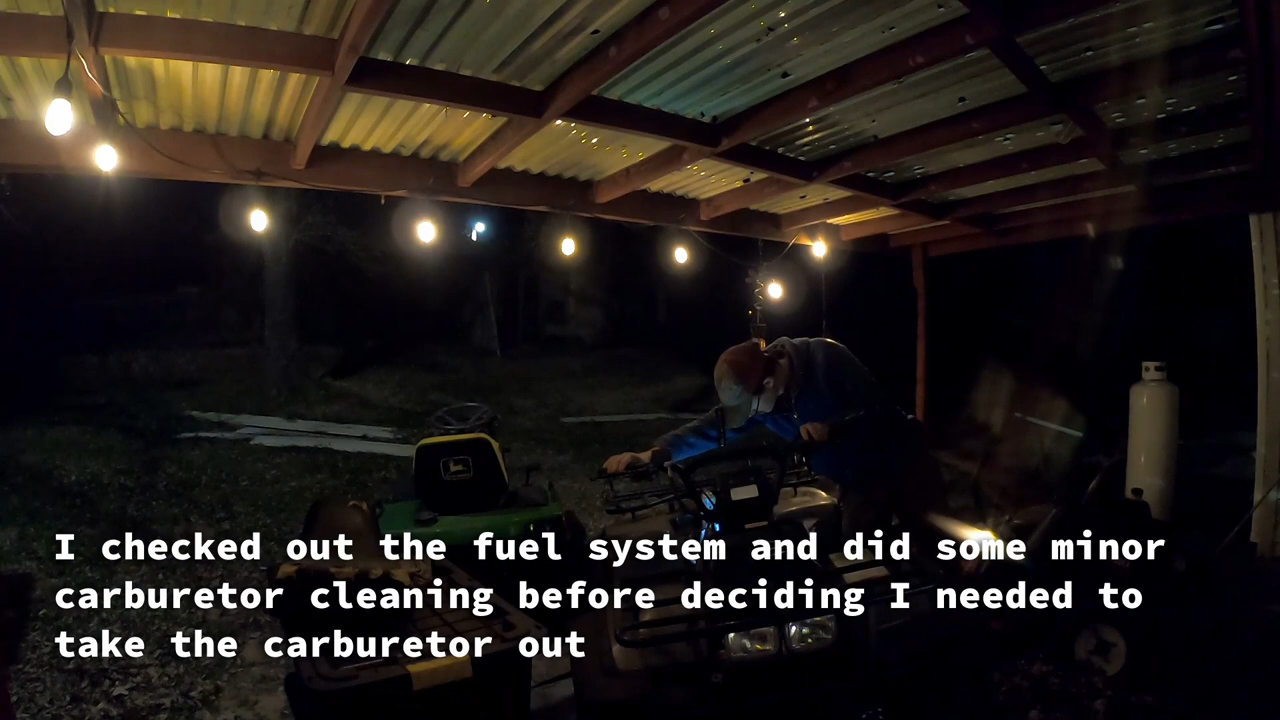 I checked out the fuel system and did some minor
carburetor cleaning before deciding I needed to
take the carburetor out